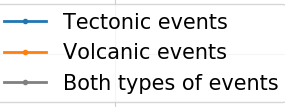 Tectonic events
Volcanic events
Both types of events